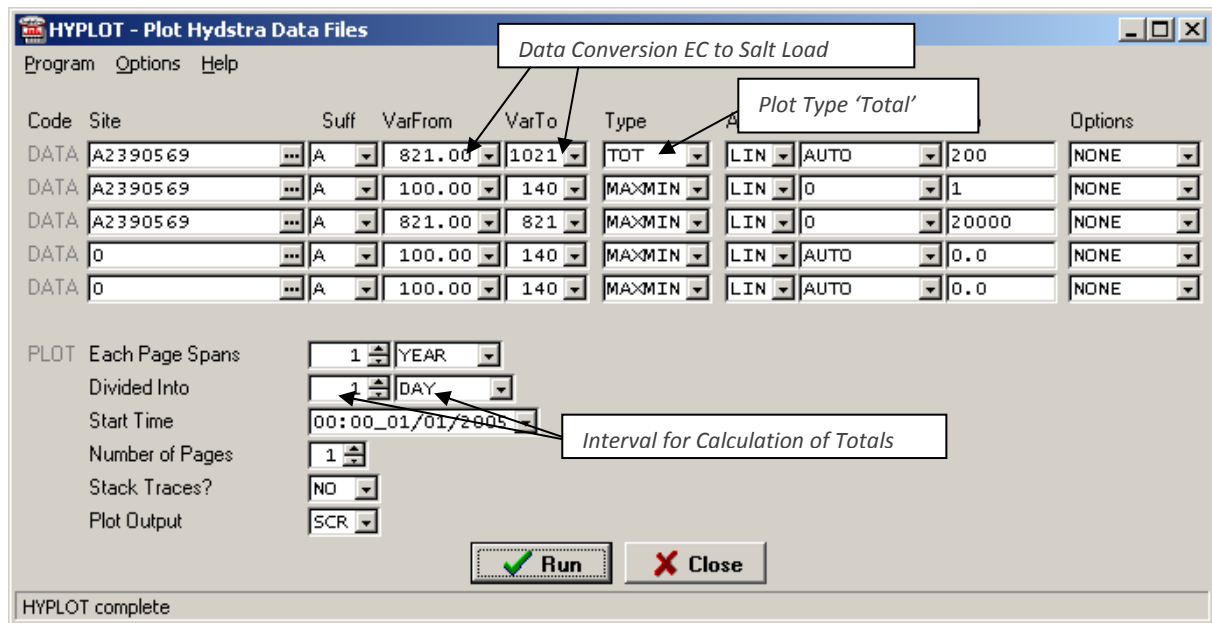 HYPLOT - Plot Hydstra Data Files
Data Conversion EC to Salt Load
Program Options Help
Plot Type ‘Total’
Code Site Suff VarFrom VarTo Type Options
DATA A2390569 A 821.00 1021 TOT LIN AUTO 200 NONE
DATA A2390569 A 100.00 140 MAXMIN LIN 0 1 NONE
DATA A2390569 A 821.00 821 MAXMIN LIN 0 20000 NONE
DATA 0 A 100.00 140 MAXMIN LIN AUTO 0.0 NONE
DATA 0 A 100.00 140 MAXMIN LIN AUTO 0.0 NONE
PLOT Each Page Spans 1 YEAR
Divided Into 1 DAY
Start Time 00:00_01/01/2005
Interval for Calculation of Totals
Number of Pages 1
Stack Traces? NO
Plot Output SCR
Run Close
HYPLOT complete